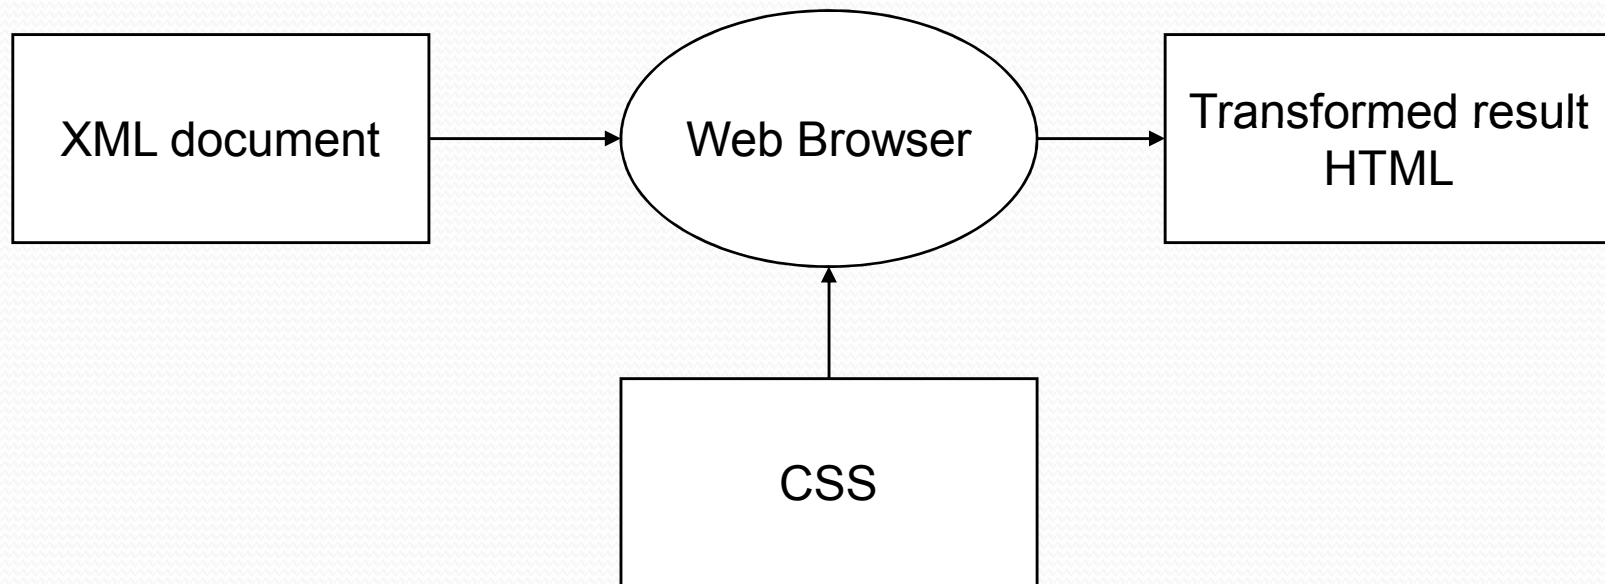 XML document
Web Browser
Transformed result
HTML
CSS